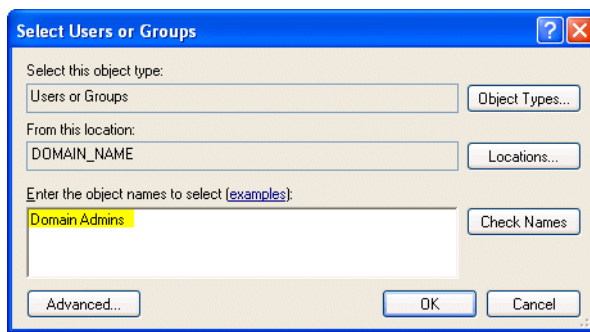 Select Users or Groups
Select this object type:
Users or Groups
Object Types...
From this location:
DOMAIN_NAME
Locations...
Enter the object names to select (examples):
Domain Admins
Check Names
Advanced...
OK
Cancel